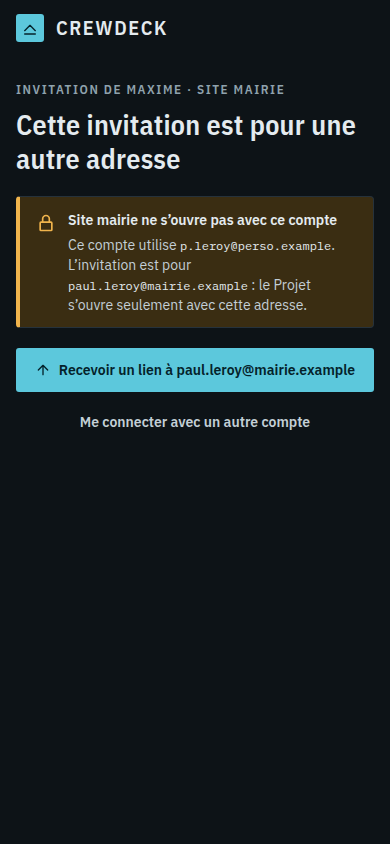 CREWDECK
INVITATION DE MAXIME · SITE MAIRIE
Cette invitation est pour une
autre adresse
Site mairie ne s’ouvre pas avec ce compte
Ce compte utilise p.leroy@perso.example.
L’invitation est pour
paul.leroy@mairie.example : le Projet
s’ouvre seulement avec cette adresse.
Recevoir un lien à paul.leroy@mairie.example
Me connecter avec un autre compte